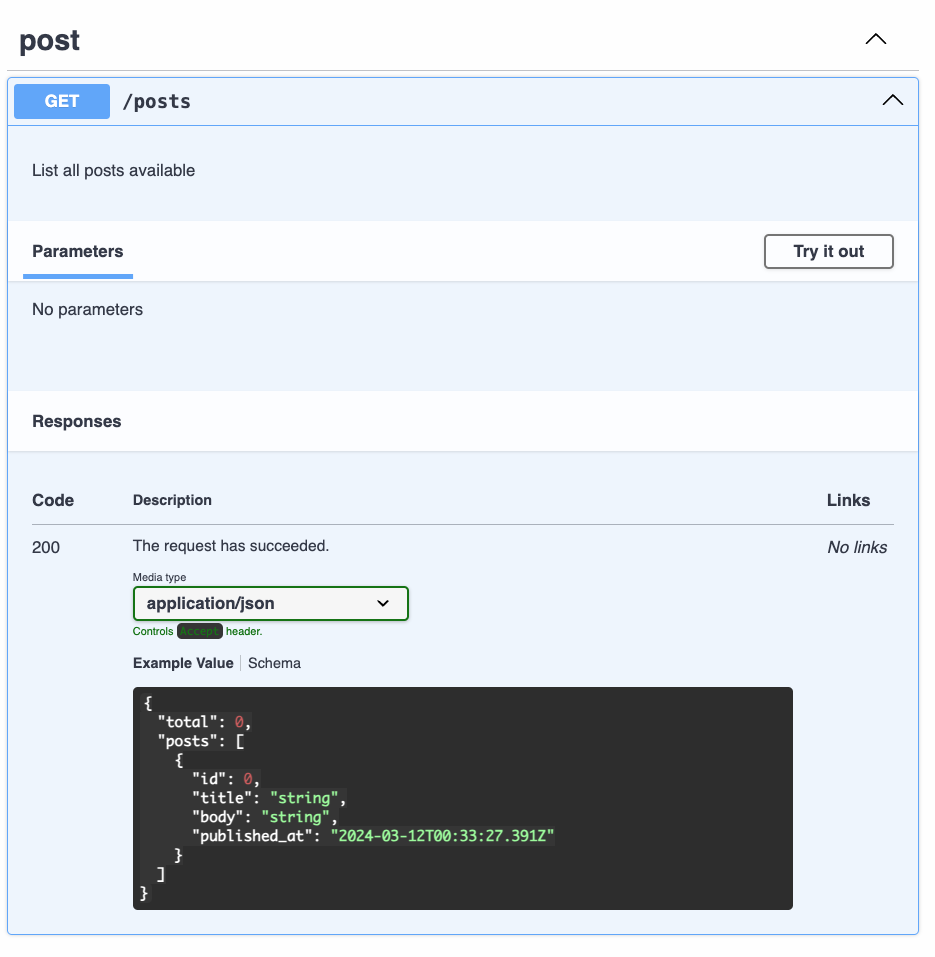 post
GET /posts
List all posts available
Parameters Try it out
No parameters
Responses
Code Description Links
200 The request has succeeded. No links
Media type
application/json
Controls Accept header.
Example Value Schema
{
  "total": 0,
  "posts": [
    {
      "id": 0,
      "title": "string",
      "body": "string",
      "published_at": "2024-03-12T00:33:27.391Z"
    }
  ]
}